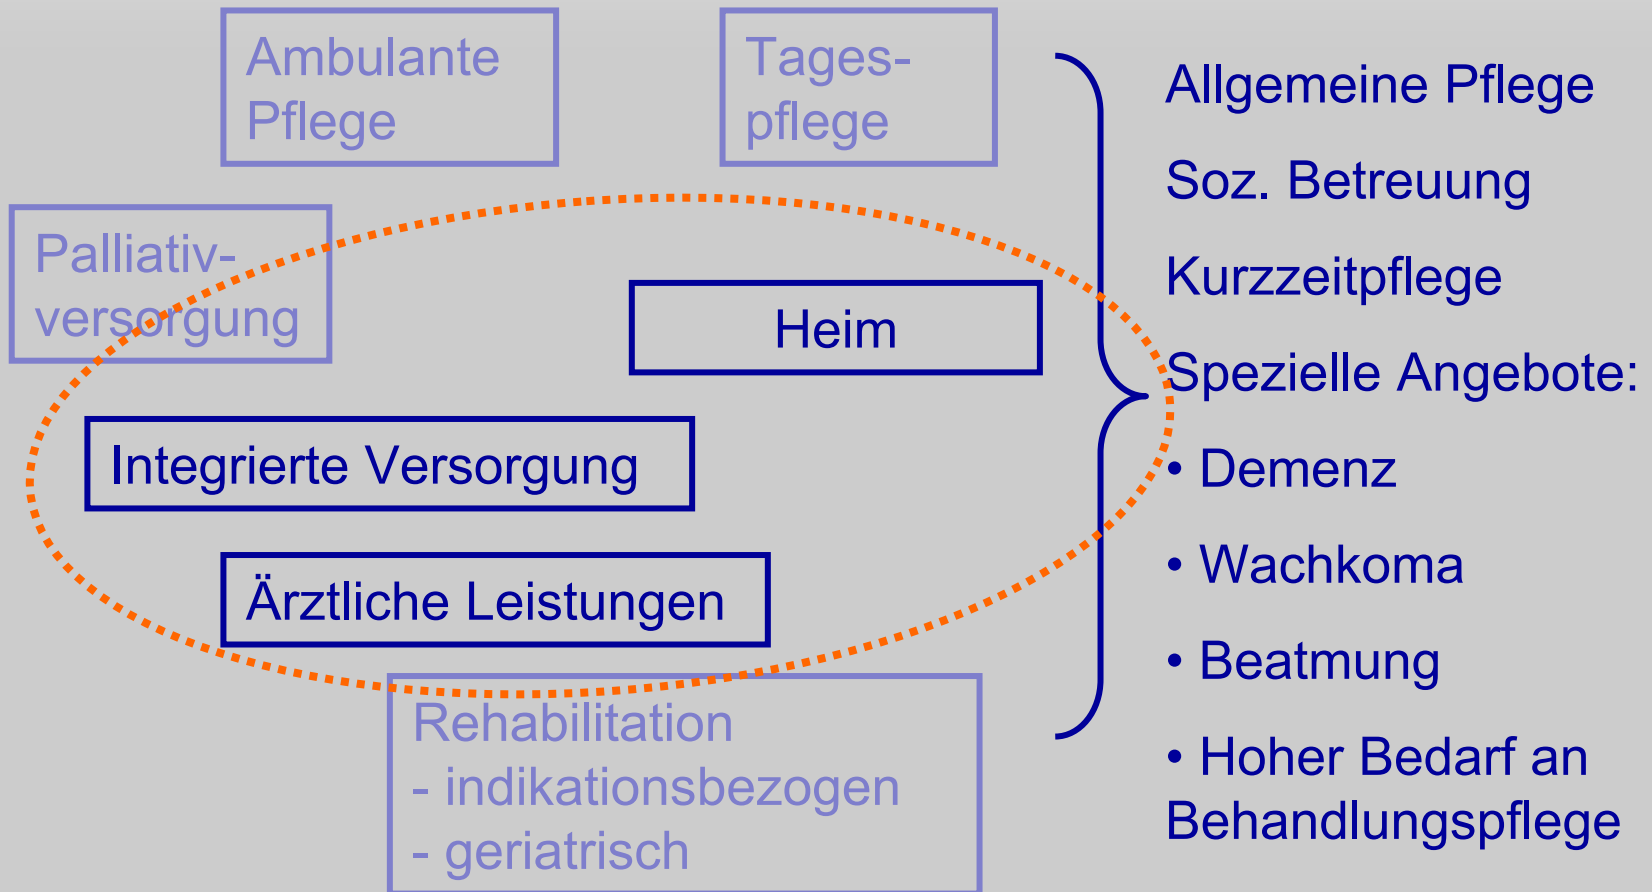 Ambulante
Pflege
Tages-
pflege
Palliativ-
versorgung
Heim
Integrierte Versorgung
Ärztliche Leistungen
Rehabilitation
- indikationsbezogen
- geriatrisch
Allgemeine Pflege
Soz. Betreuung
Kurzzeitpflege
Spezielle Angebote:
• Demenz
• Wachkoma
• Beatmung
• Hoher Bedarf an
Behandlungspflege